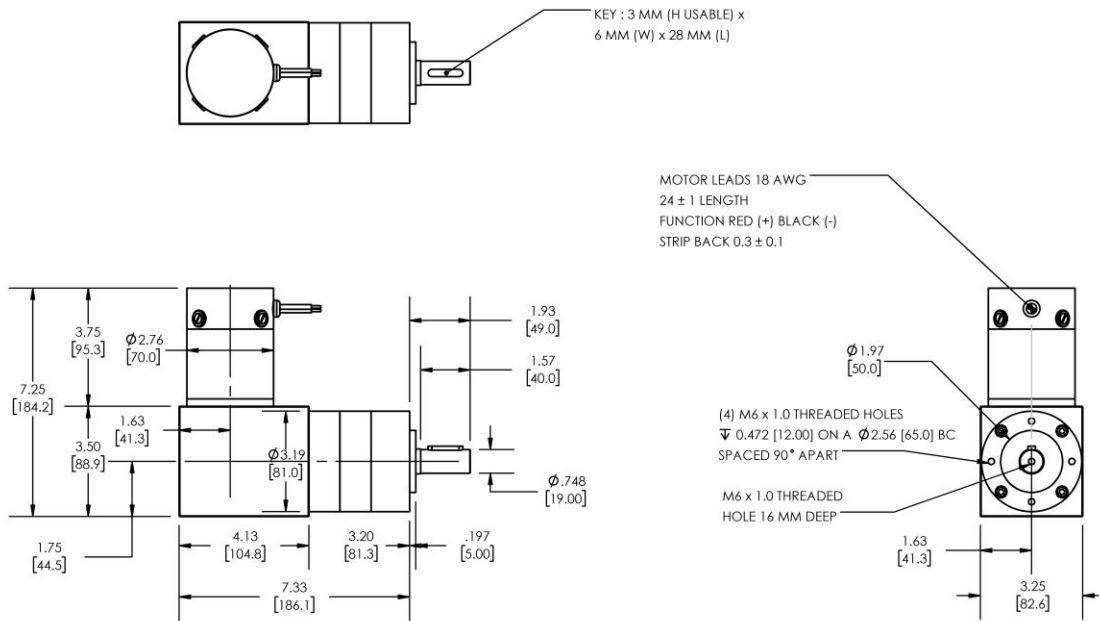 KEY : 3 MM (H USABLE) x
6 MM (W) x 28 MM (L)
MOTOR LEADS 18 AWG
24 ± 1 LENGTH
FUNCTION RED (+) BLACK (-)
STRIP BACK 0.3 ± 0.1
7.25
[184.2]
3.75
[95.3]
3.50
[88.9]
1.75
[44.5]
1.63
[41.3]
Ø2.76
[70.0]
Ø3.19
[81.0]
1.93
[49.0]
1.57
[40.0]
Ø.748
[19.00]
4.13
[104.8]
3.20
[81.3]
.197
[5.00]
7.33
[186.1]
Ø1.97
[50.0]
(4) M6 x 1.0 THREADED HOLES
↧ 0.472 [12.00] ON A Ø2.56 [65.0] BC
SPACED 90° APART
M6 x 1.0 THREADED
HOLE 16 MM DEEP
1.63
[41.3]
3.25
[82.6]